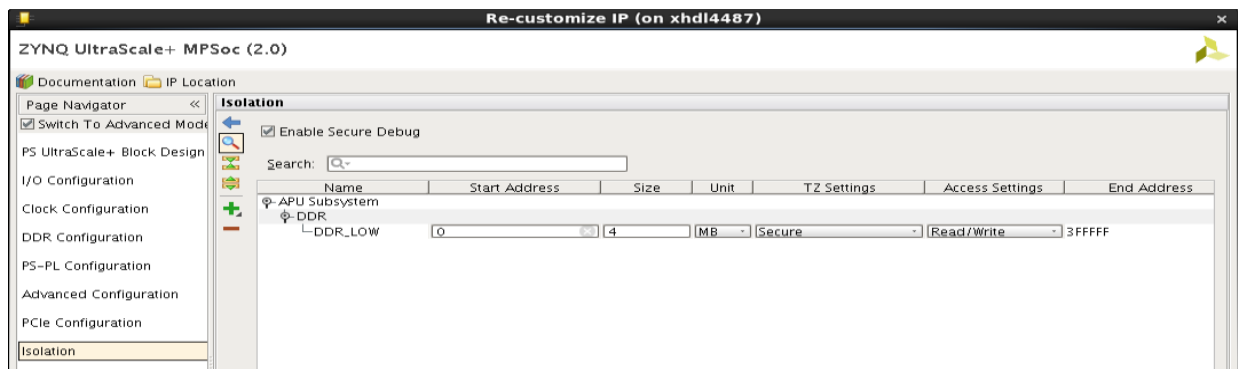 Re-customize IP (on xhdl4487)
ZYNQ UltraScale+ MPSoc (2.0)
Documentation IP Location
Page Navigator «
Switch To Advanced Mode
PS UltraScale+ Block Design
I/O Configuration
Clock Configuration
DDR Configuration
PS-PL Configuration
Advanced Configuration
PCIe Configuration
Isolation
Isolation
Enable Secure Debug
Search:
Name Start Address Size Unit TZ Settings Access Settings End Address
APU Subsystem
DDR
DDR_LOW 0 4 MB Secure Read/Write 3FFFFF